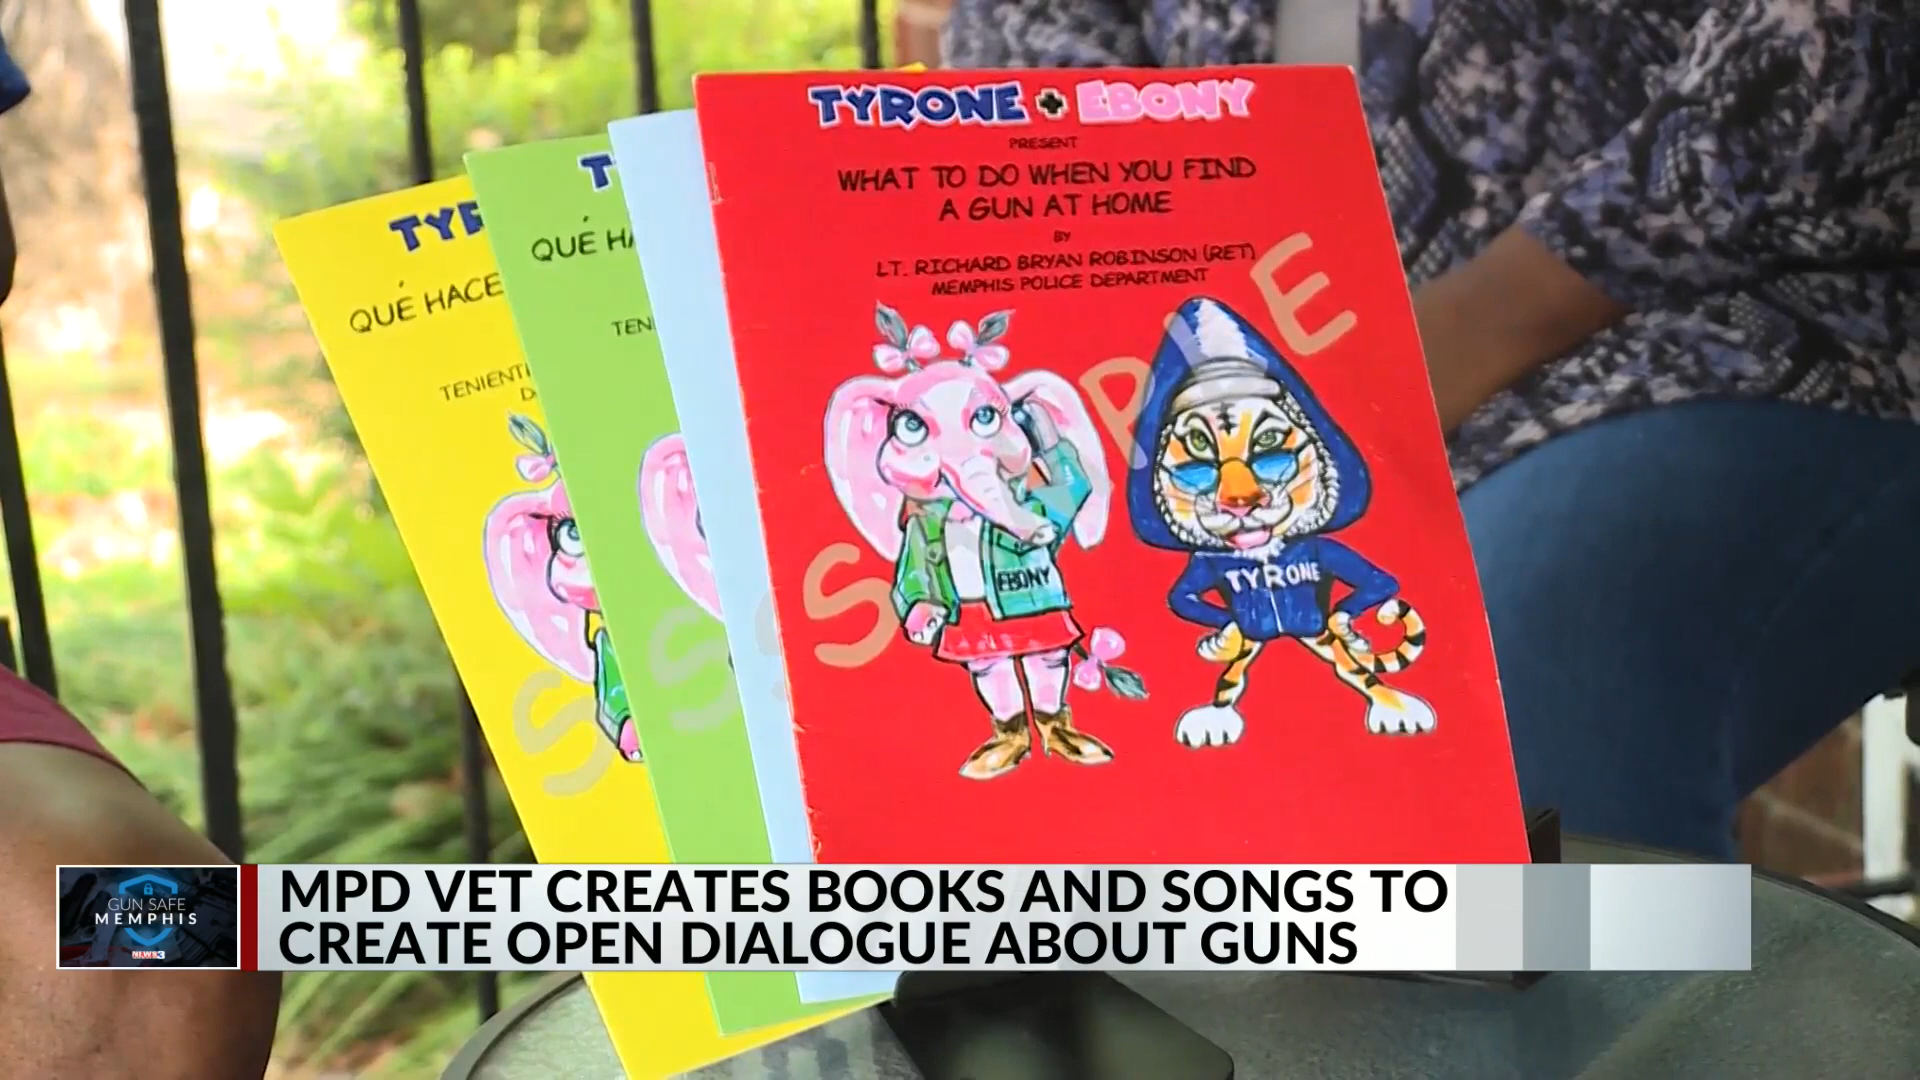 TYRONE + EBONY
PRESENT
WHAT TO DO WHEN YOU FIND
A GUN AT HOME
BY
LT. RICHARD BRYAN ROBINSON (RET)
MEMPHIS POLICE DEPARTMENT
SAMPLE
EBONY
TYRONE
T
QUÉ HA
TENI
S
TYR
QUÉ HACE
TENIENT
D
S
GUN SAFE
MEMPHIS
NEWS 3
MPD VET CREATES BOOKS AND SONGS TO
CREATE OPEN DIALOGUE ABOUT GUNS